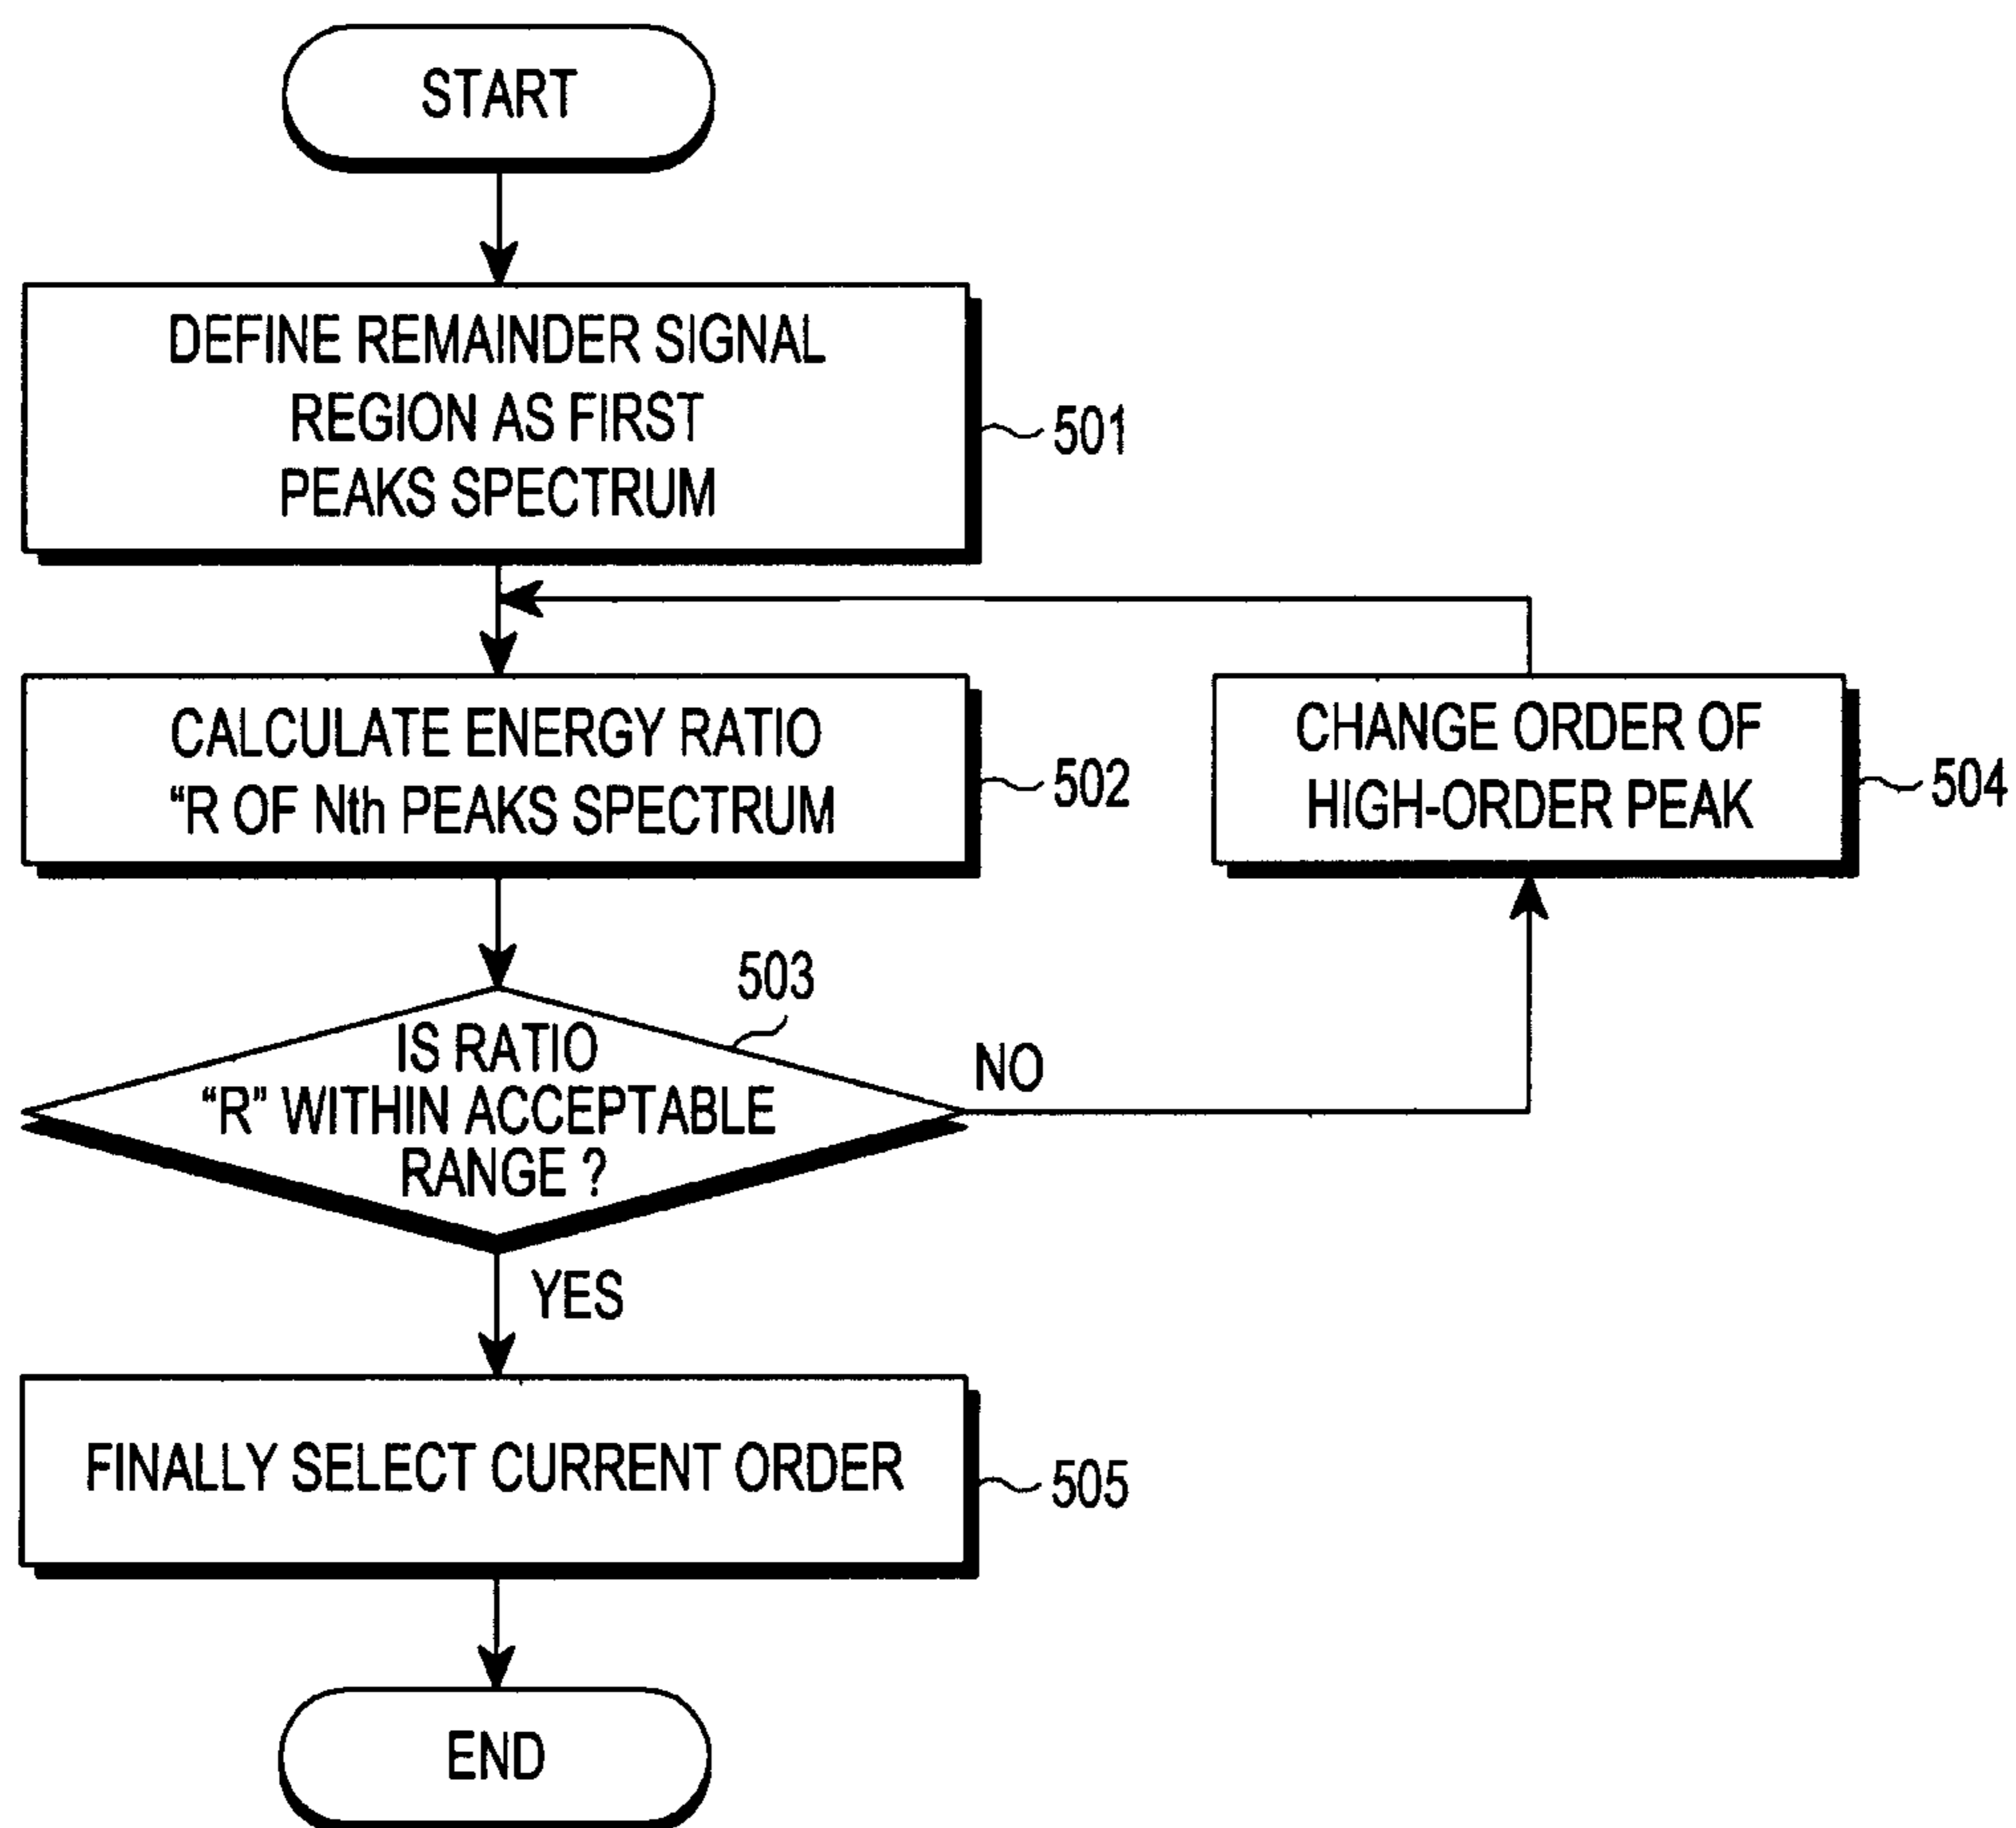 START
DEFINE REMAINDER SIGNAL
REGION AS FIRST
PEAKS SPECTRUM
501
CALCULATE ENERGY RATIO
“R OF Nth PEAKS SPECTRUM
502
CHANGE ORDER OF
HIGH-ORDER PEAK
504
503
IS RATIO
“R” WITHIN ACCEPTABLE
RANGE ?
NO
YES
FINALLY SELECT CURRENT ORDER
505
END